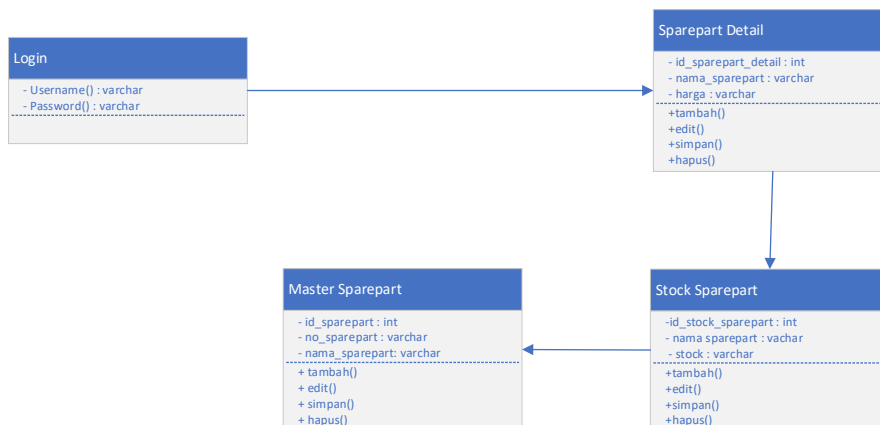 Login
- Username() : varchar
- Password() : varchar
Sparepart Detail
- id_sparepart_detail : int
- nama_sparepart : varchar
- harga : varchar
+tambah()
+edit()
+simpan()
+hapus()
Master Sparepart
- id_sparepart : int
- no_sparepart : varchar
- nama_sparepart: varchar
+ tambah()
+ edit()
+ simpan()
+ hapus()
Stock Sparepart
-id_stock_sparepart : int
- nama sparepart : vachar
- stock : varchar
+tambah()
+edit()
+simpan()
+hapus()